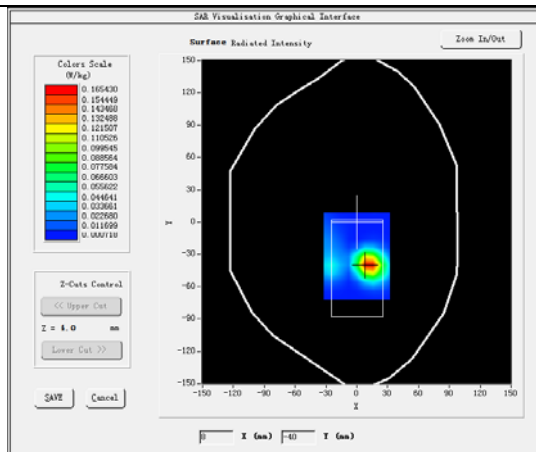 SAR Visualisation Graphical Interface
Surface Radiated Intensity
Zoom In/Out
Colors Scale
(W/kg)
0.165430
0.154449
0.143468
0.132488
0.121507
0.110526
0.099545
0.088564
0.077584
0.066603
0.055622
0.044641
0.033661
0.022680
0.011699
0.000718
150
120
90
60
30
0
-30
-60
-90
-120
-150
Y
-150 -120 -90 -60 -30 0 30 60 90 120 150
X
Z-Cuts Control
<< Upper Cut
Z = 4.0 mm
Lower Cut >>
SAVE Cancel
8 X (mm) -40 Y (mm)